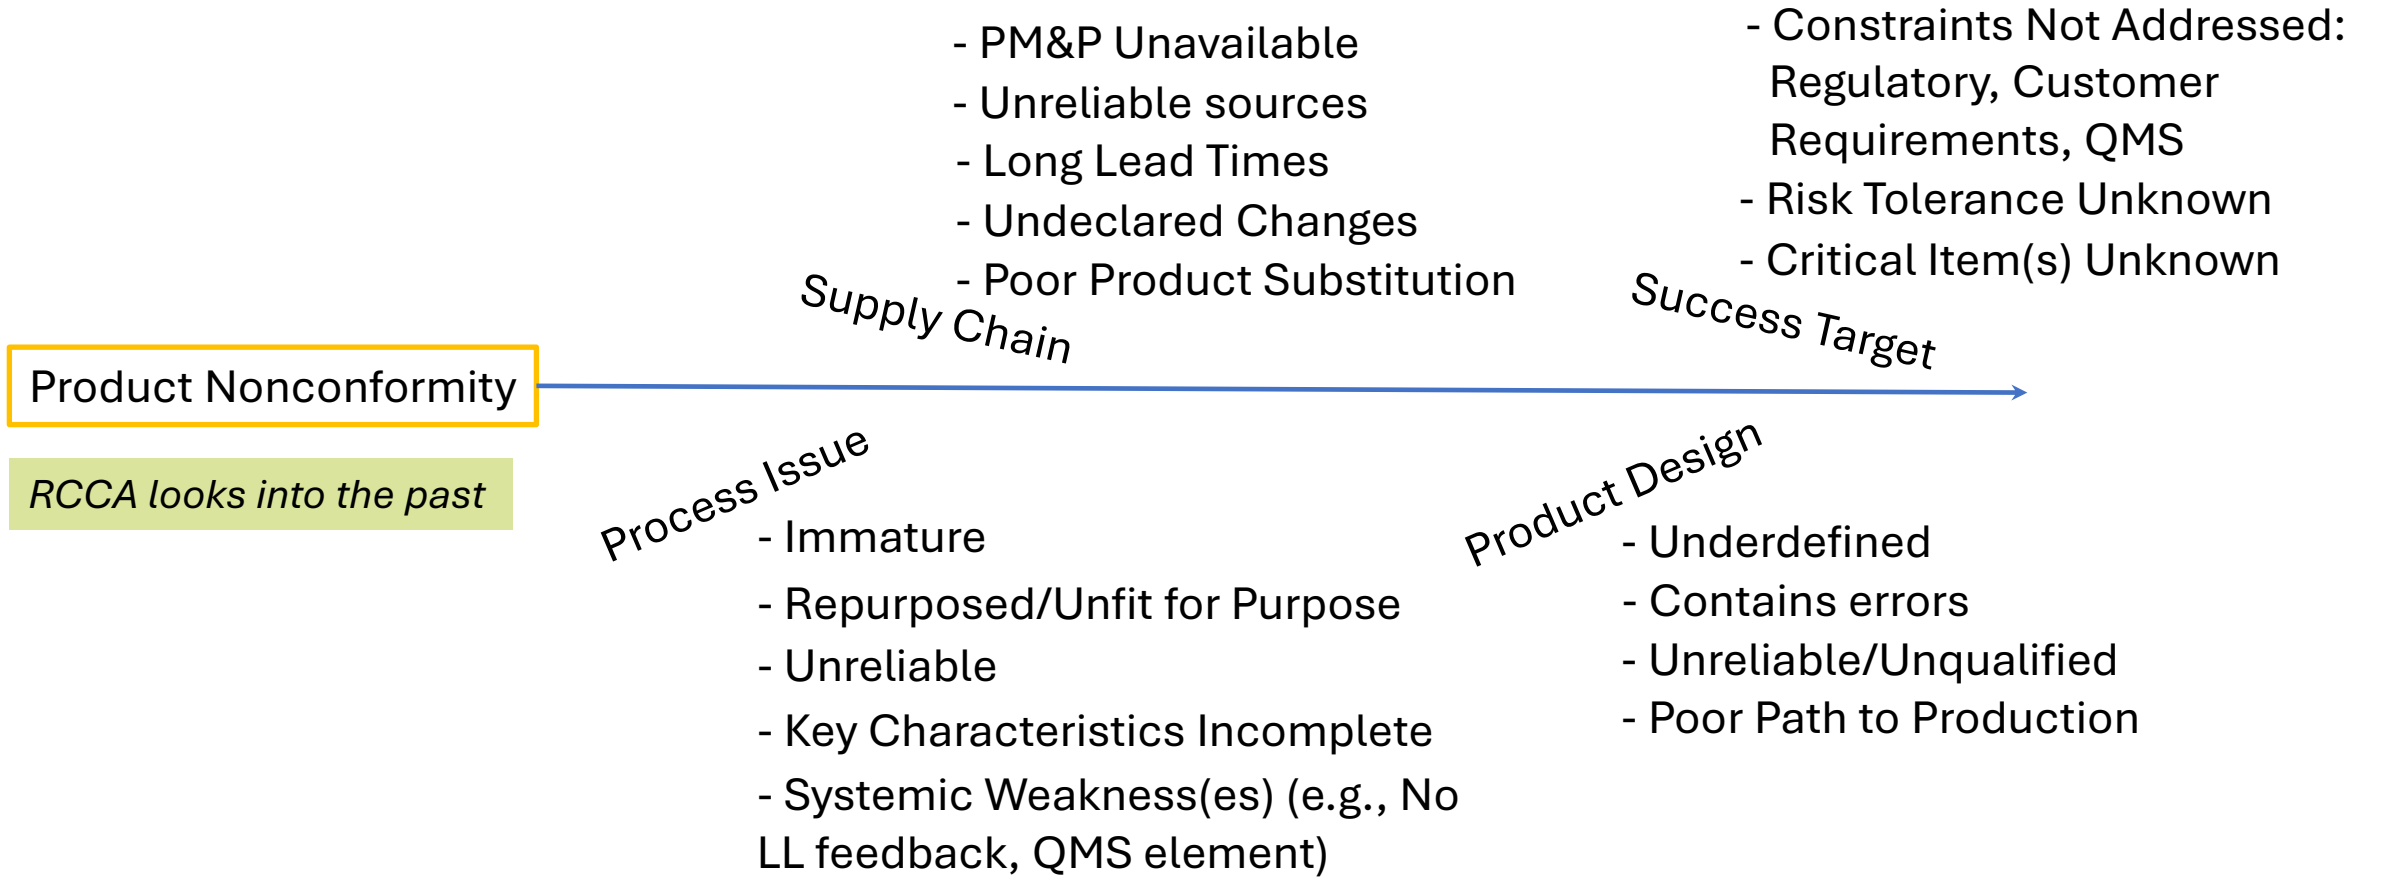 - PM&P Unavailable
- Unreliable sources
- Long Lead Times
- Undeclared Changes
- Poor Product Substitution
Supply Chain
- Constraints Not Addressed:
Regulatory, Customer
Requirements, QMS
- Risk Tolerance Unknown
- Critical Item(s) Unknown
Success Target
Product Nonconformity
RCCA looks into the past
Process Issue
- Immature
- Repurposed/Unfit for Purpose
- Unreliable
- Key Characteristics Incomplete
- Systemic Weakness(es) (e.g., No
LL feedback, QMS element)
Product Design
- Underdefined
- Contains errors
- Unreliable/Unqualified
- Poor Path to Production